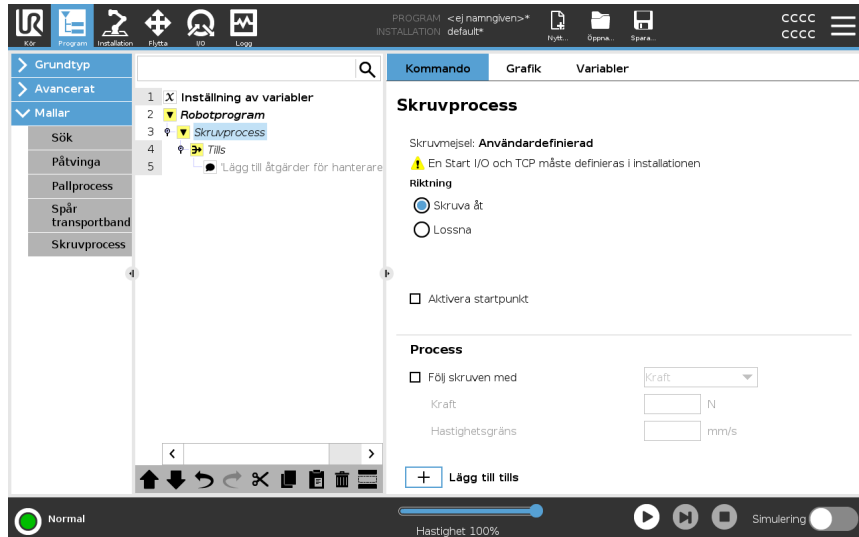 UR
Kör
Program
Installation
Flytta
I/O
Logg
PROGRAM <ej namngiven>*
INSTALLATION default*
Nytt...
Öppna...
Spara...
cccc
cccc
Grundtyp
Avancerat
Mallar
Sök
Påtvinga
Pallprocess
Spår
transportband
Skruvprocess
1 X Inställning av variabler
2 Robotprogram
3 Skruvprocess
4 Tills
5 'Lägg till åtgärder för hanterare
Kommando
Grafik
Variabler
Skruvprocess
Skruvmejsel: Användardefinierad
En Start I/O och TCP måste definieras i installationen
Riktning
Skruva åt
Lossna
Aktivera startpunkt
Process
Följ skruven med
Kraft
Kraft
N
Hastighetsgräns
mm/s
Lägg till tills
Normal
Hastighet 100%
Simulering